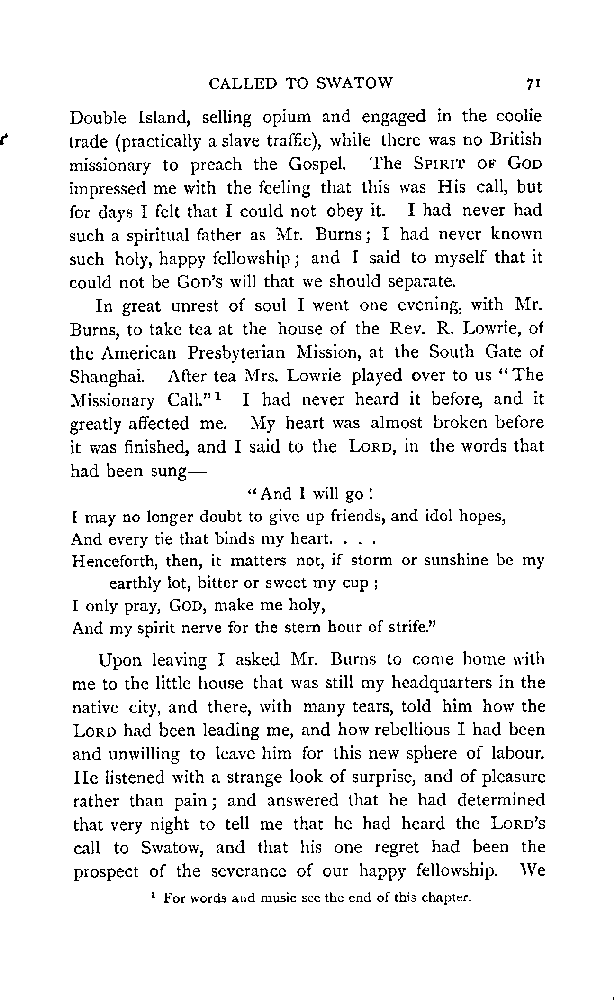 CALLED TO SWATOW 71
Double Island, selling opium and engaged in the coolie
trade (practically a slave traffic), while there was no British
missionary to preach the Gospel. The SPIRIT OF GOD
impressed me with the feeling that this was His call, but
for days I felt that I could not obey it. I had never had
such a spiritual father as Mr. Burns; I had never known
such holy, happy fellowship; and I said to myself that it
could not be GOD'S will that we should separate.
In great unrest of soul I went one evening, with Mr.
Burns, to take tea at the house of the Rev. R. Lowrie, of
the American Presbyterian Mission, at the South Gate of
Shanghai. After tea Mrs. Lowrie played over to us "The
Missionary Call." ¹ I had never heard it before, and it
greatly affected me. My heart was almost broken before
it was finished, and I said to the LORD, in the words that
had been sung—
"And I will go!
I may no longer doubt to give up friends, and idol hopes,
And every tie that binds my heart. . . .
Henceforth, then, it matters not, if storm or sunshine be my
earthly lot, bitter or sweet my cup;
I only pray, GOD, make me holy,
And my spirit nerve for the stern hour of strife."
Upon leaving I asked Mr. Burns to come home with
me to the little house that was still my headquarters in the
native city, and there, with many tears, told him how the
LORD had been leading me, and how rebellious I had been
and unwilling to leave him for this new sphere of labour.
He listened with a strange look of surprise, and of pleasure
rather than pain; and answered that he had determined
that very night to tell me that he had heard the LORD'S
call to Swatow, and that his one regret had been the
prospect of the severance of our happy fellowship. We
¹ For words and music see the end of this chapter.